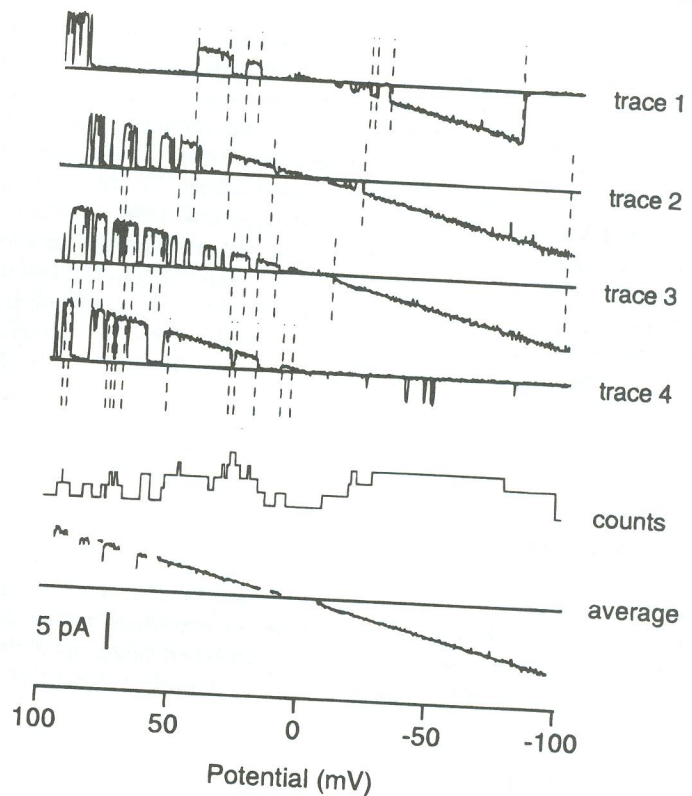 trace 1
trace 2
trace 3
trace 4
counts
average
5 pA
100 50 0 -50 -100
Potential (mV)